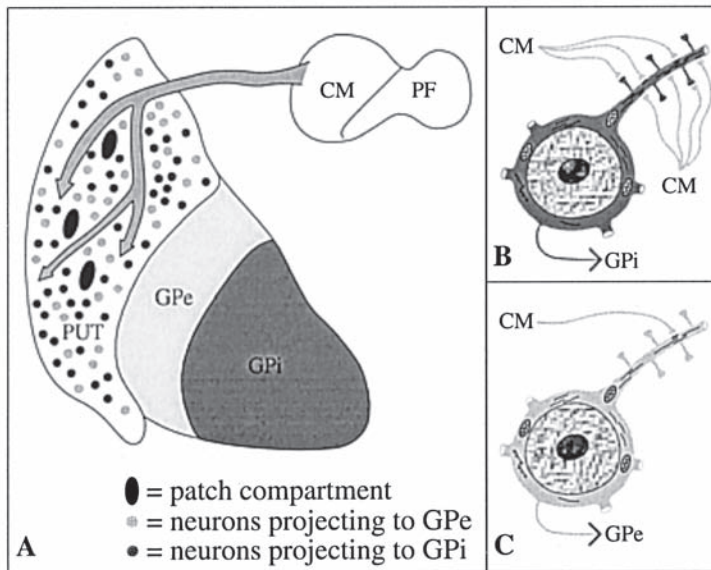 CM
PF
GPe
PUT
GPi
= patch compartment
= neurons projecting to GPe
= neurons projecting to GPi
A
CM
CM
GPi
B
CM
GPe
C